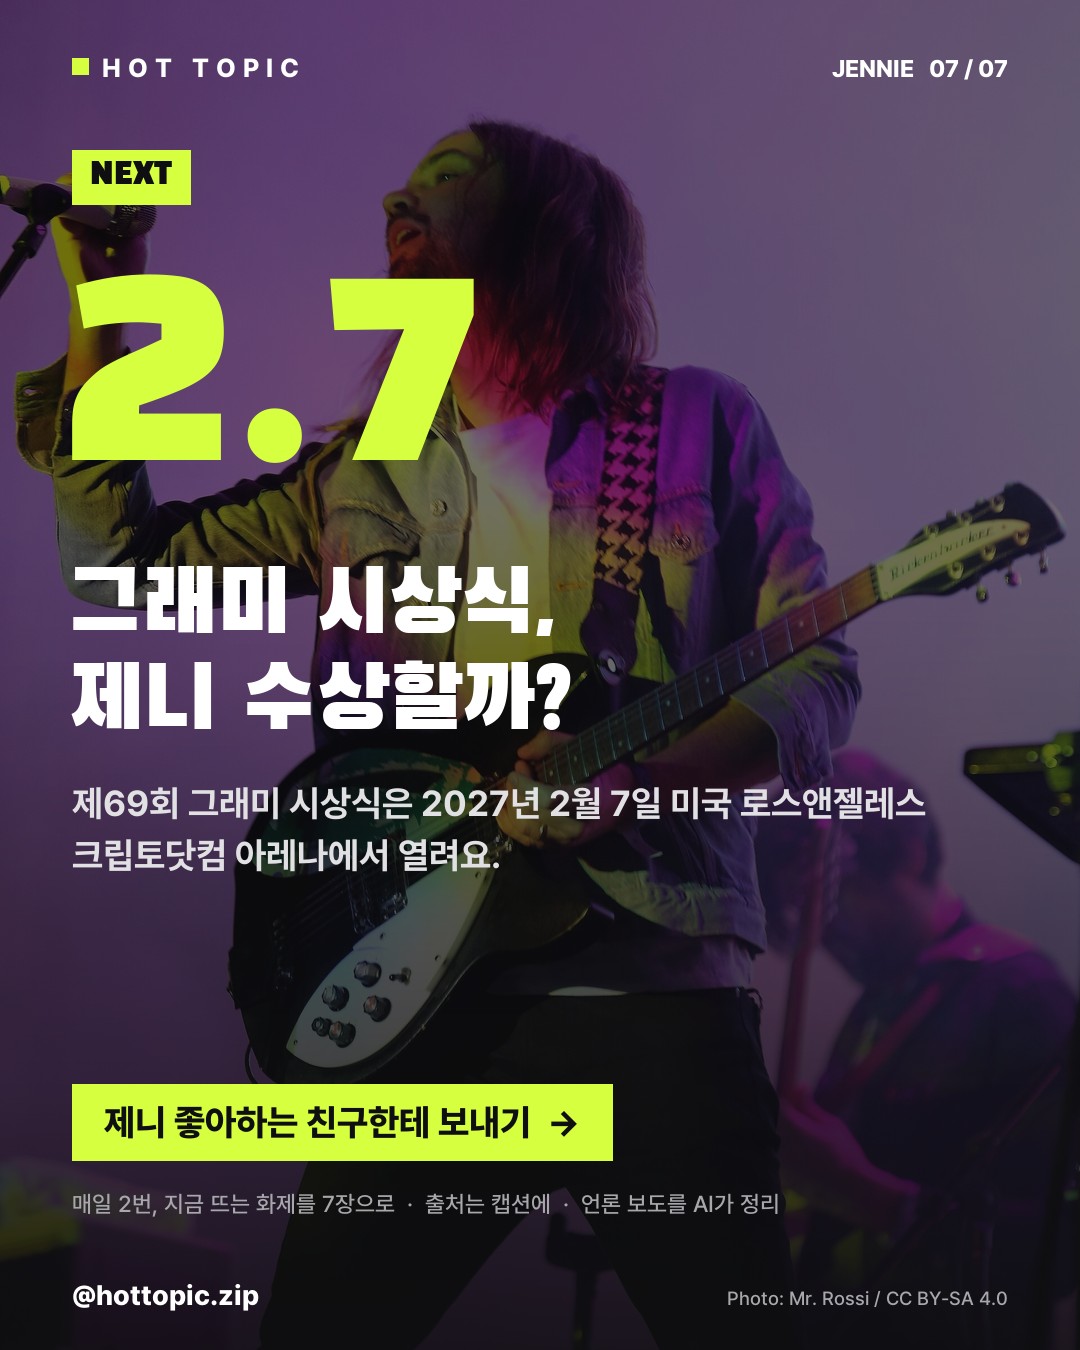 HOT TOPIC
JENNIE 07 / 07
NEXT
2.7
그래미 시상식,
제니 수상할까?
제69회 그래미 시상식은 2027년 2월 7일 미국 로스앤젤레스
크립토닷컴 아레나에서 열려요.
제니 좋아하는 친구한테 보내기 →
매일 2번, 지금 뜨는 화제를 7장으로 · 출처는 캡션에 · 언론 보도를 AI가 정리
@hottopic.zip
Photo: Mr. Rossi / CC BY-SA 4.0
Rickenbacker